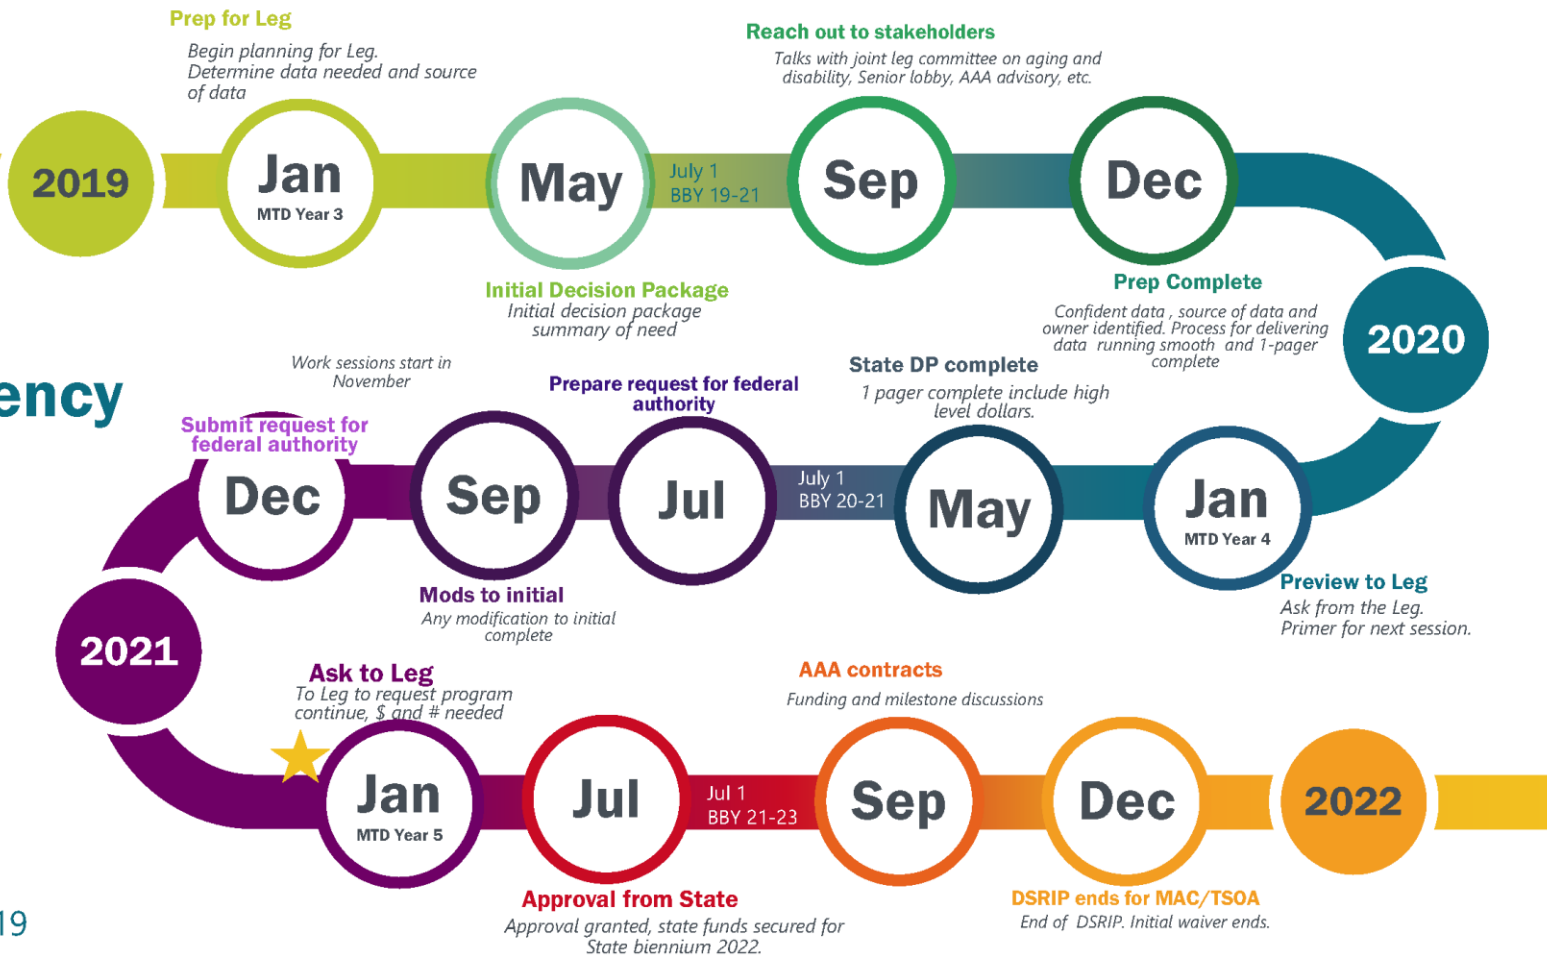 Prep for Leg
Begin planning for Leg.
Determine data needed and source
of data
Reach out to stakeholders
Talks with joint leg committee on aging and
disability, Senior lobby, AAA advisory, etc.
2019
Jan
MTD Year 3
May
July 1
BBY 19-21
Sep
Dec
Initial Decision Package
Initial decision package
summary of need
Prep Complete
Confident data , source of data and
owner identified. Process for delivering
data running smooth and 1-pager
complete
2020
ency
Work sessions start in
November
Prepare request for federal
authority
State DP complete
1 pager complete include high
level dollars.
Submit request for
federal authority
Dec
Sep
Jul
July 1
BBY 20-21
May
Jan
MTD Year 4
Mods to initial
Any modification to initial
complete
Preview to Leg
Ask from the Leg.
Primer for next session.
2021
Ask to Leg
To Leg to request program
continue, $ and # needed
AAA contracts
Funding and milestone discussions
Jan
MTD Year 5
Jul
Jul 1
BBY 21-23
Sep
Dec
2022
Approval from State
Approval granted, state funds secured for
State biennium 2022.
DSRIP ends for MAC/TSOA
End of DSRIP. Initial waiver ends.
19